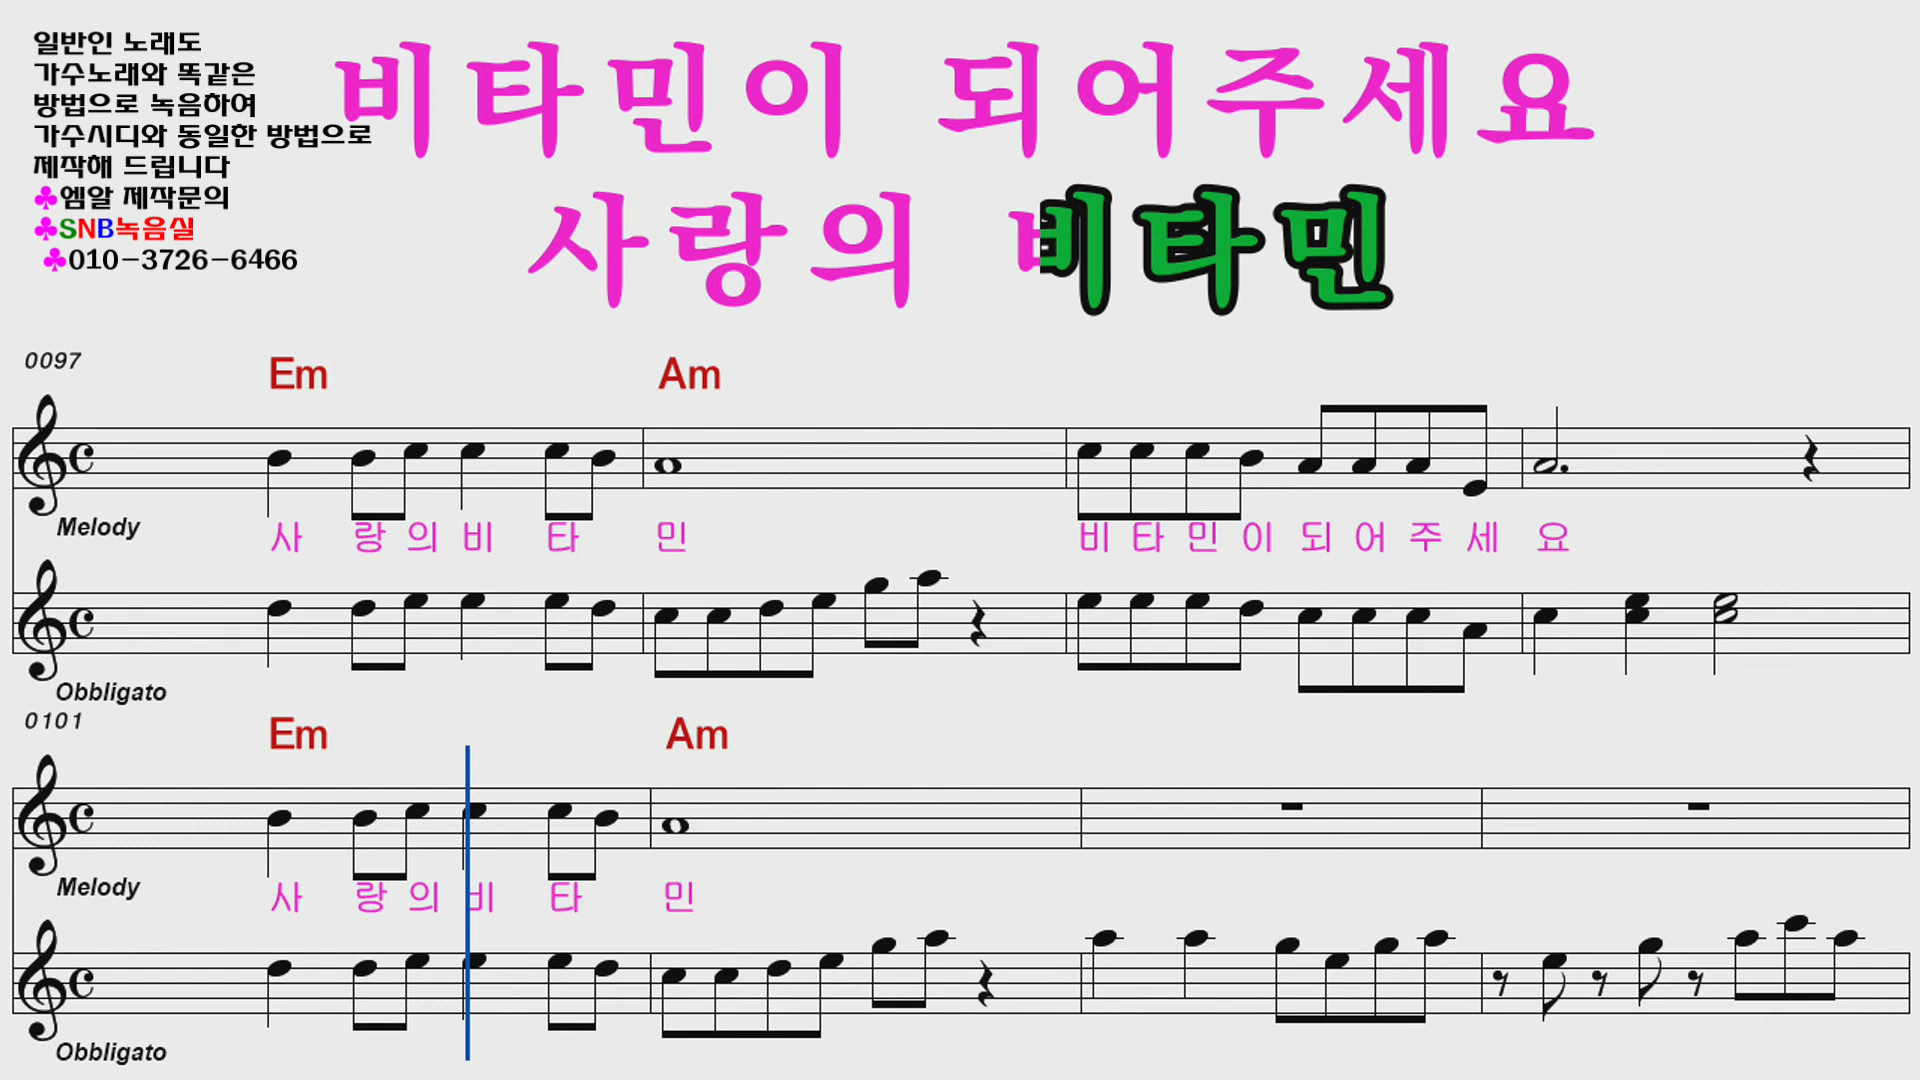 일반인 노래도
가수노래와 똑같은
방법으로 녹음하여
가수시디와 동일한 방법으로
제작해 드립니다
♣엠알 제작문의
♣SNB녹음실
♣010-3726-6466
비타민이 되어주세요
사랑의 비타민
0097
Em Am
Melody
사 랑 의 비 타 민 비 타 민 이 되 어 주 세 요
Obbligato
0101
Em Am
Melody
사 랑 의 비 타 민
Obbligato